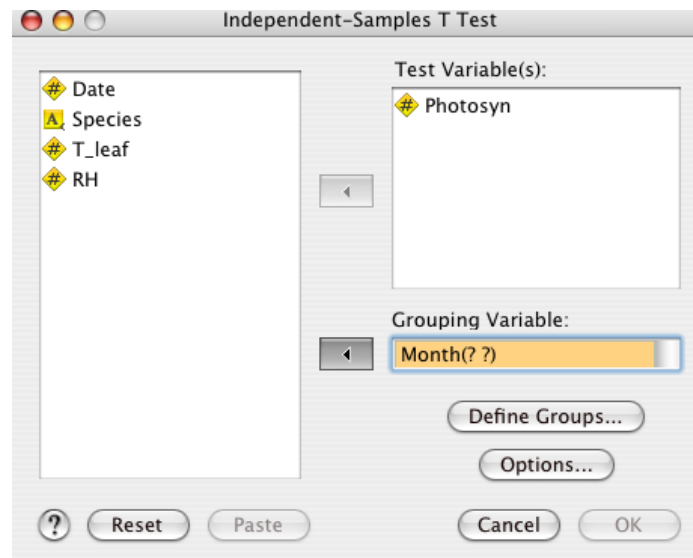 Independent-Samples T Test
# Date
A Species
# T_leaf
# RH
Test Variable(s):
# Photosyn
Grouping Variable:
Month(? ?)
Define Groups...
Options...
? Reset Paste Cancel OK